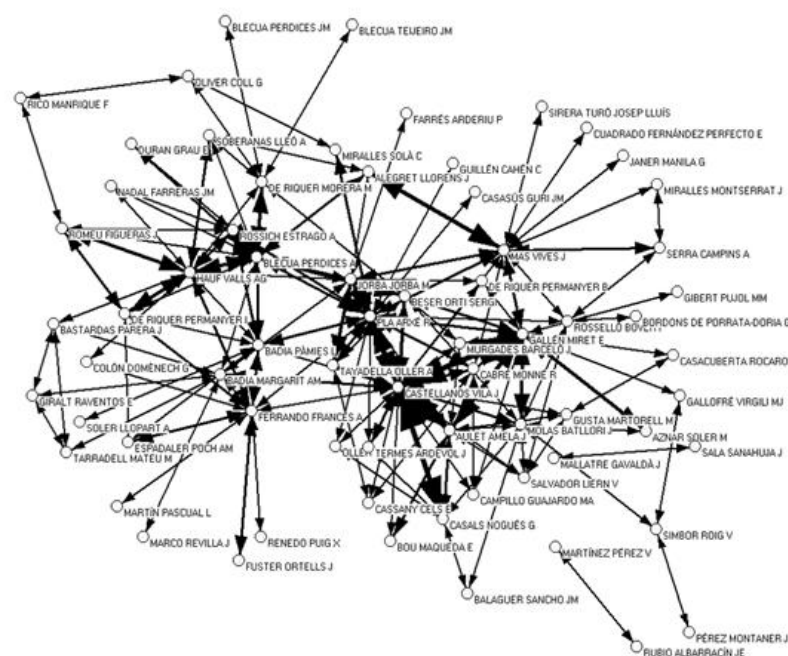 BLECUA PERDICES JM
BLECUA TEIJEIRO JM
OLIVER COLL G
RICO MANRIQUE F
FARRÉS ARDERIU P
SIRERA TURÓ JOSEP LLUÍS
CUADRADO FERNÁNDEZ PERFECTO E
SOBERANAS LLEÓ A
DURAN GRAU E
MIRALLES SOLÀ C
GUILLÉN CAHEN C
JANER MANILA G
ALEGRET LLORENS J
DE RIQUER MORERA M
NADAL FARRERAS JM
CASASÚS GURI JM
MIRALLES MONTSERRAT J
ROMEU FIGUERAS J
ROSSICH ESTRAGÓ A
MAS VIVES J
SERRA CAMPINS A
BLECUA PERDICES A
HAUF VALLS AG
JORBA JORBA M
DE RIQUER PERMANYER B
BESER ORTI SERGI
GIBERT PUJOL MM
DE RIQUER PERMANYER I
PLA ARXÉ R
BORDONS DE PORRATA-DORIA G
BASTARDAS PARERA J
ROSSELLÓ BOVER
GALLÉN MIRET E
BADIA PÀMIES L
MURGADES BARCELÓ J
CASACUBERTA ROCARO
COLÓN DOMÈNECH G
TAYADELLA OLLER A
CABRÉ MONNÉ R
BADIA MARGARIT AM
CASTELLANOS VILA J
GIRALT RAVENTOS E
GALLOFRÉ VIRGILI MJ
FERRANDO FRANCÉS A
GUSTÀ MARTORELL M
SOLER LLOPART A
MOLAS BATLLORI J
AULET AMELA J
AZNAR SOLER M
ESPADALER POCH AM
SALA SANAHUJA J
TARRADELL MATEU M
OLLER
TERMES ARDEVOL J
MALLATRE GAVALDÀ J
SALVADOR LIERN V
CAMPILLO GUAJARDO MA
MARTÍN PASCUAL L
CASSANY CELS E
CASALS NOGUÉS G
SIMBOR ROIG V
MARCO REVILLA J
RENEDO PUIG X
BOU MAQUEDA E
MARTÍNEZ PÉREZ V
FUSTER ORTELLS J
BALAGUER SANCHO JM
PÉREZ MONTANER J
RUBIO ALBARRACÍN JE